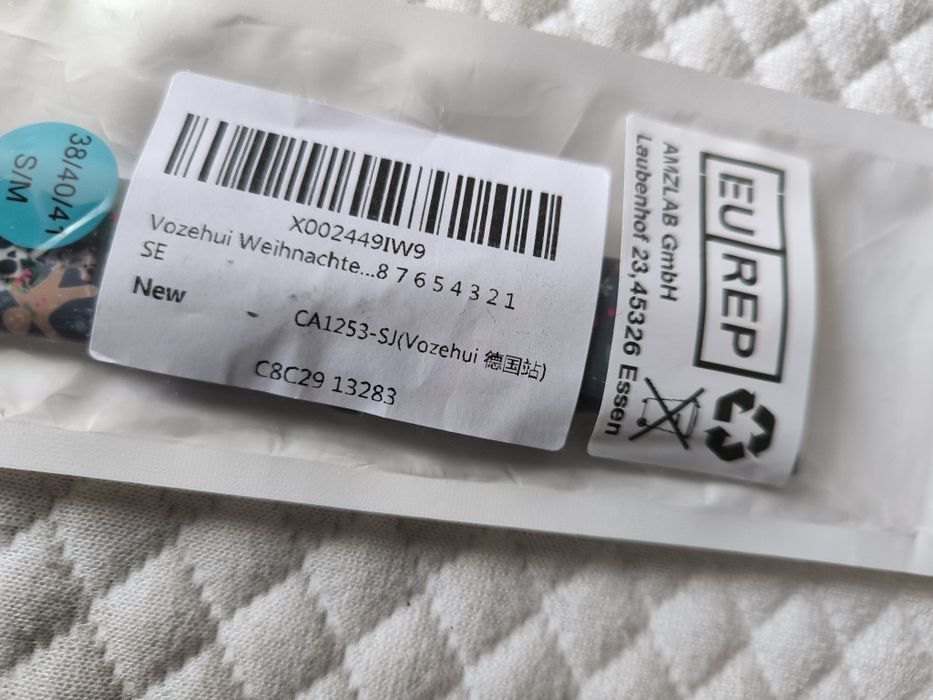 38/40/41
S/M
X002449IW9
Vozehui Weihnachte...8 7 6 5 4 3 2 1
SE
New
CA1253-SJ(Vozehui 德国站)
C8C29 13283
EU REP
AMZLAB GmbH
Laubenhof 23,45326 Essen